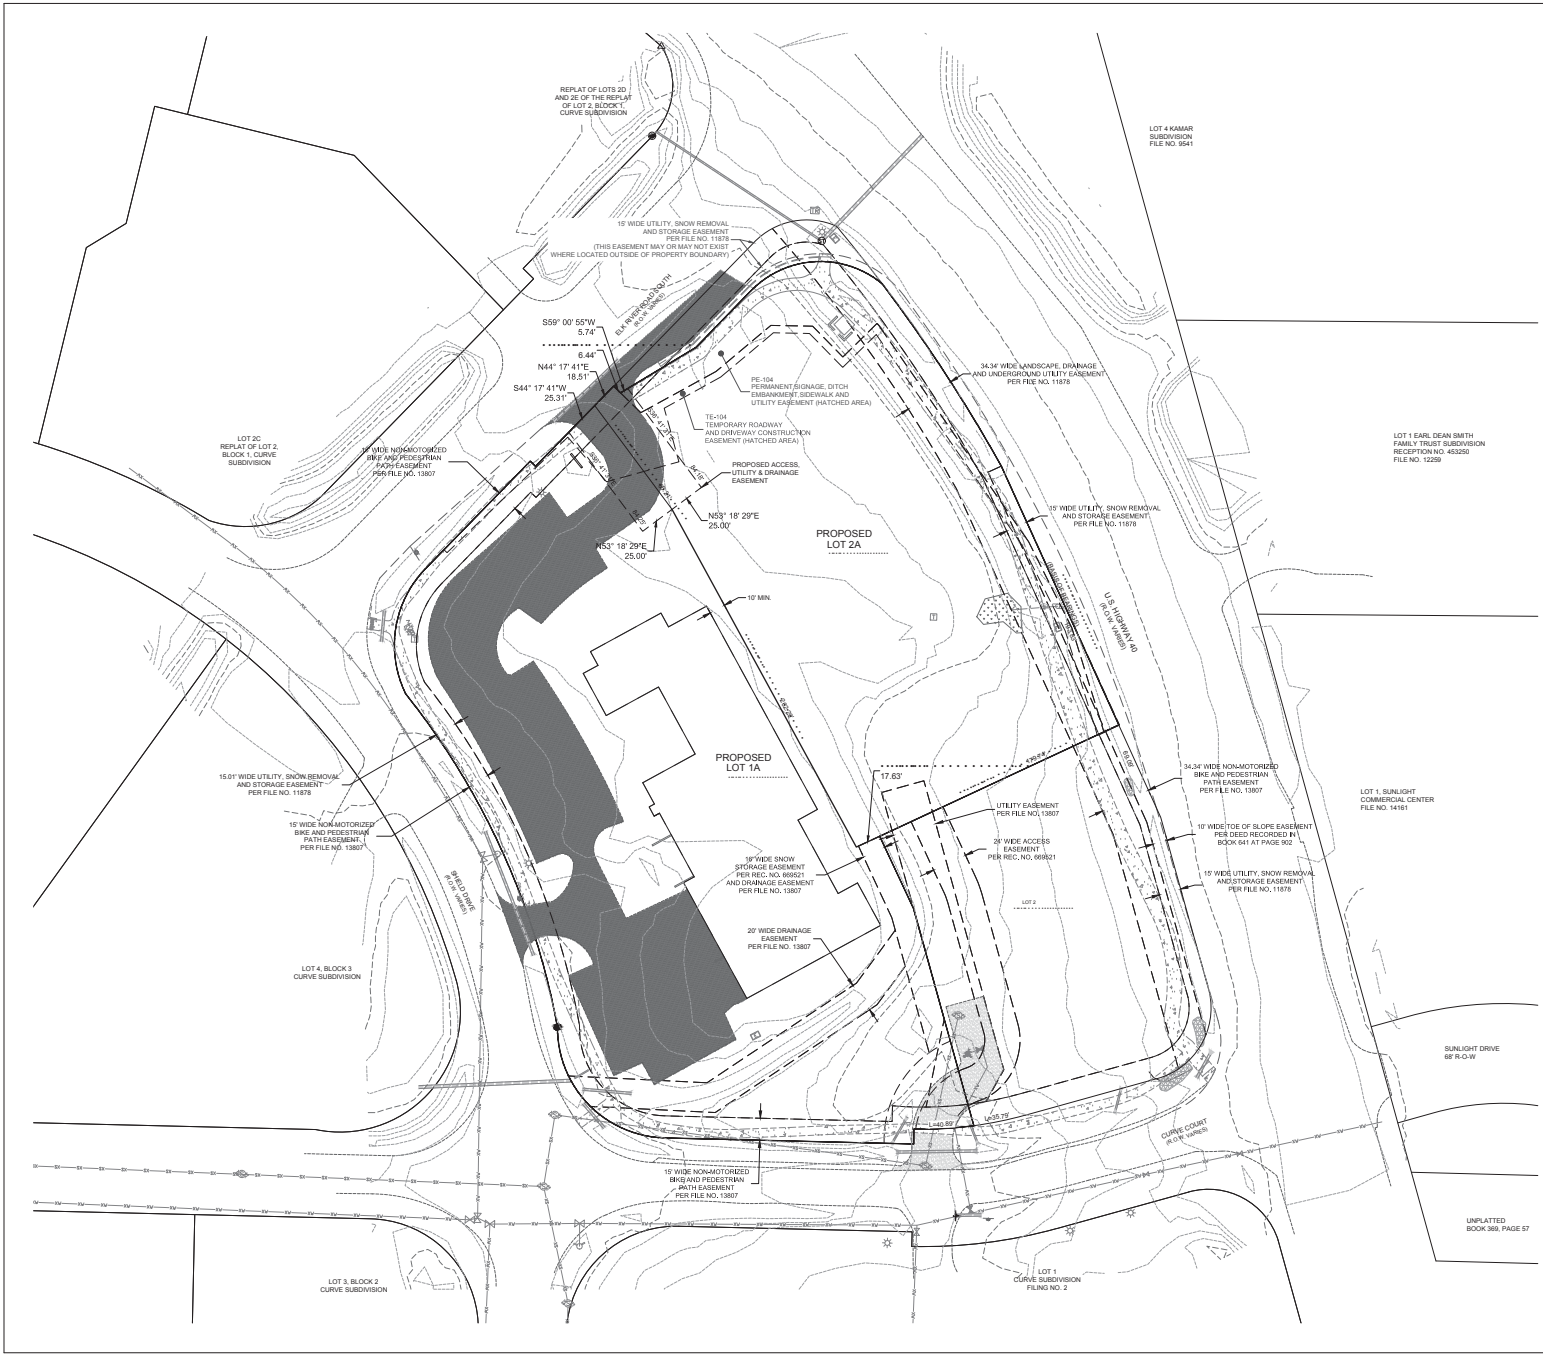 REPLAT OF LOTS 2D
AND 2E OF THE REPLAT
OF LOT 2, BLOCK 1,
CURVE SUBDIVISION
LOT 4 KAMAR
SUBDIVISION
FILE NO. 9541
15' WIDE UTILITY, SNOW REMOVAL
AND STORAGE EASEMENT
PER FILE NO. 11878
(THIS EASEMENT MAY OR MAY NOT EXIST
WHERE LOCATED OUTSIDE OF PROPERTY BOUNDARY)
ELK RIVER ROAD SOUTH
(R.O.W. VARIES)
S59° 00' 55"W
5.74'
6.44'
N44° 17' 41"E
18.51'
S44° 17' 41"W
25.31'
34.34' WIDE LANDSCAPE, DRAINAGE
AND UNDERGROUND UTILITY EASEMENT
PER FILE NO. 11878
PE-104
PERMANENT SIGNAGE, DITCH
EMBANKMENT,SIDEWALK AND
UTILITY EASEMENT (HATCHED AREA)
TE-104
TEMPORARY ROADWAY
AND DRIVEWAY CONSTRUCTION
EASEMENT (HATCHED AREA)
LOT 2C
REPLAT OF LOT 2,
BLOCK 1, CURVE
SUBDIVISION
15' WIDE NON-MOTORIZED
BIKE AND PEDESTRIAN
PATH EASEMENT
PER FILE NO. 13807
LOT 1 EARL DEAN SMITH
FAMILY TRUST SUBDIVISION
RECEPTION NO. 453250
FILE NO. 12259
PROPOSED ACCESS,
UTILITY & DRAINAGE
EASEMENT
84.18'
N53° 18' 29"E
25.00'
N53° 18' 29"E
25.00'
15' WIDE UTILITY, SNOW REMOVAL
AND STORAGE EASEMENT
PER FILE NO. 11878
PROPOSED
LOT 2A
10' MIN.
(BASIS OF BEARINGS)
U.S. HIGHWAY 40
(R.O.W. VARIES)
T
PROPOSED
LOT 1A
17.63'
15.01' WIDE UTILITY, SNOW REMOVAL
AND STORAGE EASEMENT
PER FILE NO. 11878
34.34' WIDE NON-MOTORIZED
BIKE AND PEDESTRIAN
PATH EASEMENT
PER FILE NO. 13807
LOT 1, SUNLIGHT
COMMERCIAL CENTER
FILE NO. 14161
UTILITY EASEMENT
PER FILE NO. 13807
15' WIDE NON-MOTORIZED
BIKE AND PEDESTRIAN
PATH EASEMENT
PER FILE NO. 13807
24' WIDE ACCESS
EASEMENT
PER REC. NO. 669521
10' WIDE TOE OF SLOPE EASEMENT
PER DEED RECORDED IN
BOOK 641 AT PAGE 902
16' WIDE SNOW
STORAGE EASEMENT
PER REC. NO. 669521
AND DRAINAGE EASEMENT
PER FILE NO. 13807
15' WIDE UTILITY, SNOW REMOVAL
AND STORAGE EASEMENT
PER FILE NO. 11878
SHIELD DRIVE
(R.O.W. VARIES)
LOT 2
20' WIDE DRAINAGE
EASEMENT
PER FILE NO. 13807
LOT 4, BLOCK 3
CURVE SUBDIVISION
SUNLIGHT DRIVE
68' R-O-W
L=40.89'
L=35.79'
CURVE COURT
(R.O.W. VARIES)
15' WIDE NON-MOTORIZED
BIKE AND PEDESTRIAN
PATH EASEMENT
PER FILE NO. 13807
UNPLATTED
BOOK 369, PAGE 57
LOT 3, BLOCK 2
CURVE SUBDIVISION
LOT 1
CURVE SUBDIVISION
FILING NO. 2